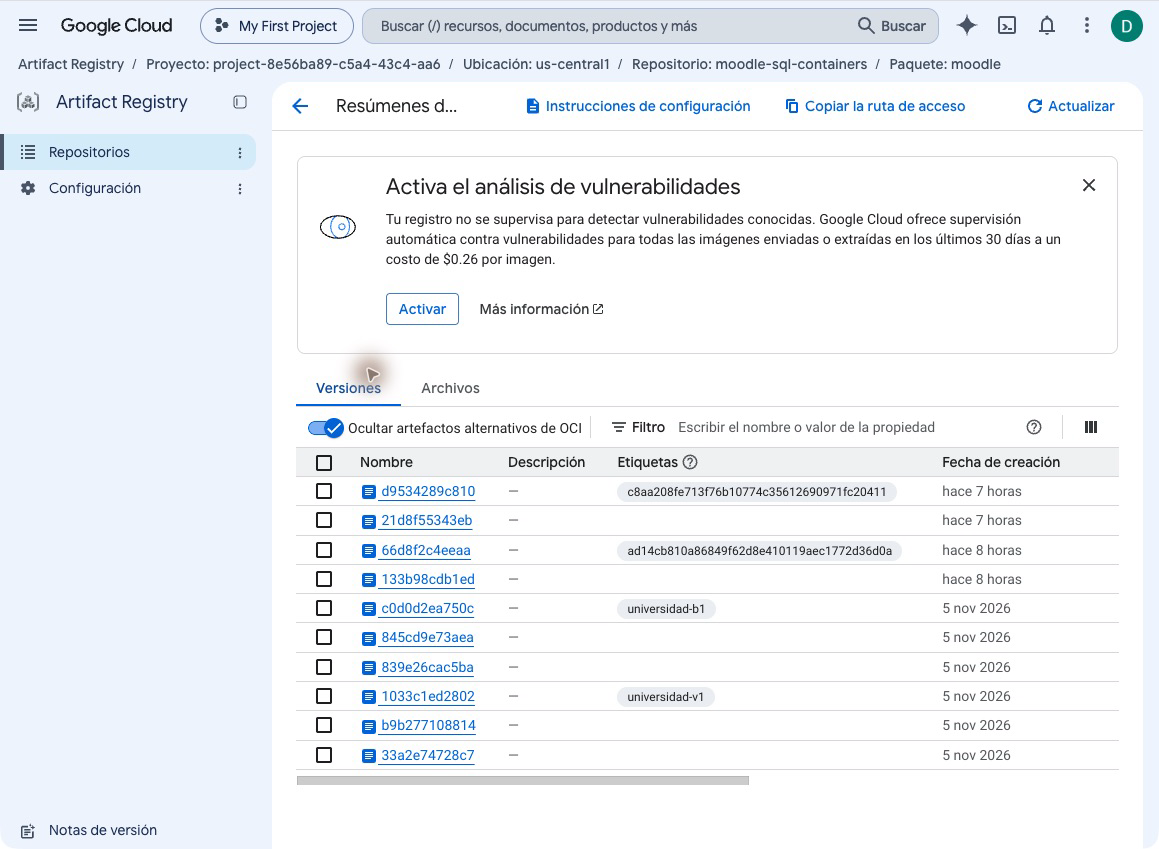 Google Cloud My First Project Buscar (/) recursos, documentos, productos y más Buscar D
Artifact Registry / Proyecto: project-8e56ba89-c5a4-43c4-aa6 / Ubicación: us-central1 / Repositorio: moodle-sql-containers / Paquete: moodle
Artifact Registry
Repositorios
Configuración
Notas de versión
Resúmenes d... Instrucciones de configuración Copiar la ruta de acceso Actualizar
Activa el análisis de vulnerabilidades
Tu registro no se supervisa para detectar vulnerabilidades conocidas. Google Cloud ofrece supervisión
automática contra vulnerabilidades para todas las imágenes enviadas o extraídas en los últimos 30 días a un
costo de $0.26 por imagen.
Activar Más información
Versiones Archivos
Ocultar artefactos alternativos de OCI Filtro Escribir el nombre o valor de la propiedad
Nombre Descripción Etiquetas Fecha de creación
d9534289c810 — c8aa208fe713f76b10774c35612690971fc20411 hace 7 horas
21d8f55343eb — hace 7 horas
66d8f2c4eeaa — ad14cb810a86849f62d8e410119aec1772d36d0a hace 8 horas
133b98cdb1ed — hace 8 horas
c0d0d2ea750c — universidad-b1 5 nov 2026
845cd9e73aea — 5 nov 2026
839e26cac5ba — 5 nov 2026
1033c1ed2802 — universidad-v1 5 nov 2026
b9b277108814 — 5 nov 2026
33a2e74728c7 — 5 nov 2026